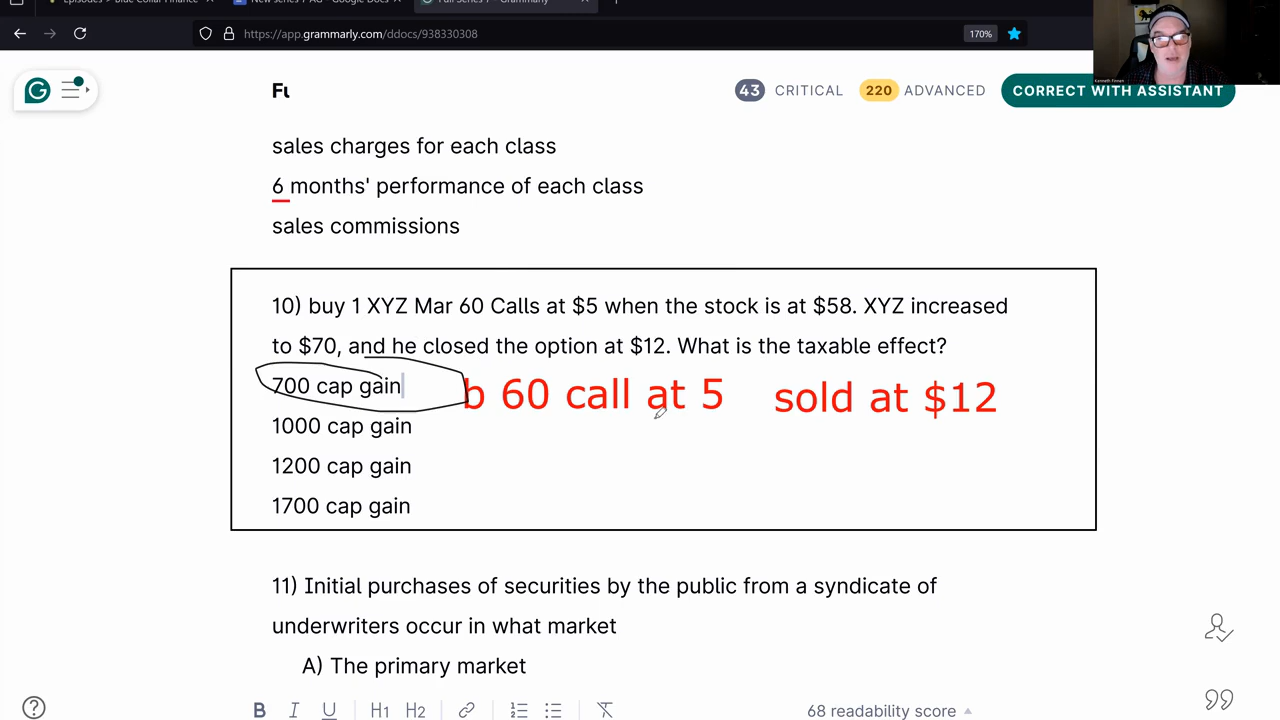 https://app.grammarly.com/ddocs/938330308
170%
43 CRITICAL 220 ADVANCED CORRECT WITH ASSISTANT
sales charges for each class
6 months' performance of each class
sales commissions
10) buy 1 XYZ Mar 60 Calls at $5 when the stock is at $58. XYZ increased
to $70, and he closed the option at $12. What is the taxable effect?
700 cap gain
b 60 call at 5 sold at $12
1000 cap gain
1200 cap gain
1700 cap gain
11) Initial purchases of securities by the public from a syndicate of
underwriters occur in what market
A) The primary market
B I U H1 H2
68 readability score